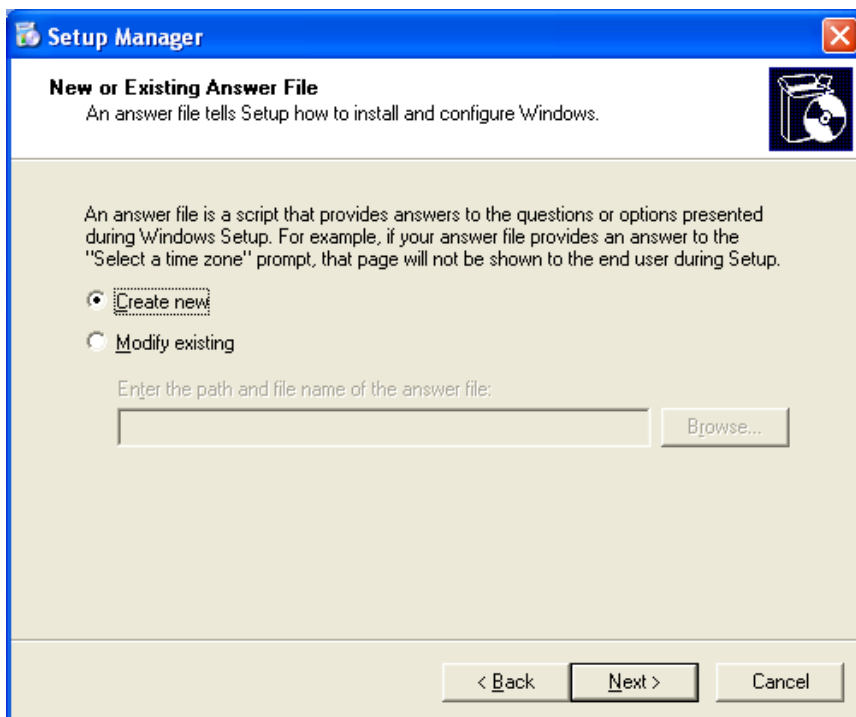 Setup Manager
New or Existing Answer File
An answer file tells Setup how to install and configure Windows.
An answer file is a script that provides answers to the questions or options presented
during Windows Setup. For example, if your answer file provides an answer to the
"Select a time zone" prompt, that page will not be shown to the end user during Setup.
Create new
Modify existing
Enter the path and file name of the answer file:
Browse...
< Back Next > Cancel